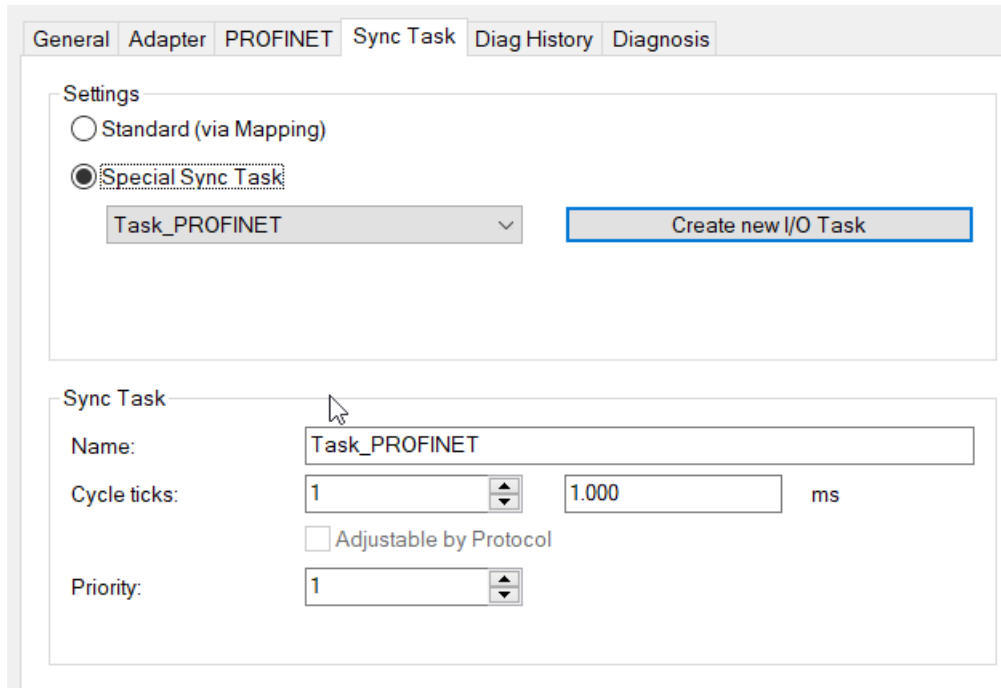 General Adapter PROFINET Sync Task Diag History Diagnosis
Settings
Standard (via Mapping)
Special Sync Task
Task_PROFINET Create new I/O Task
Sync Task
Name: Task_PROFINET
Cycle ticks: 1 1.000 ms
Adjustable by Protocol
Priority: 1